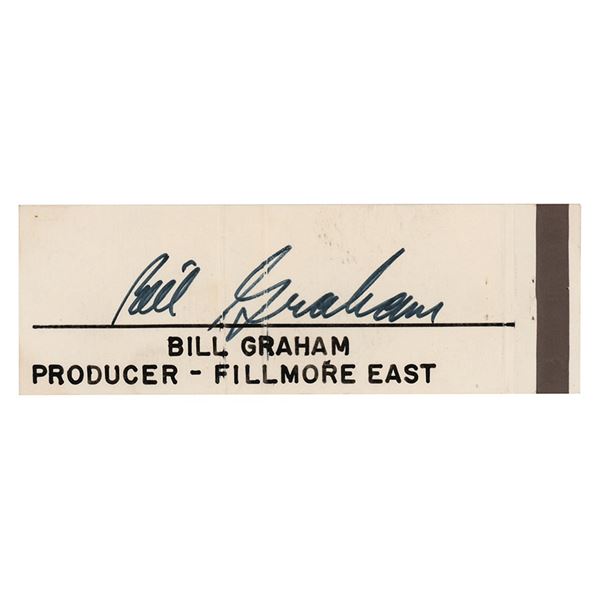 Bill Graham
BILL GRAHAM
PRODUCER - FILLMORE EAST